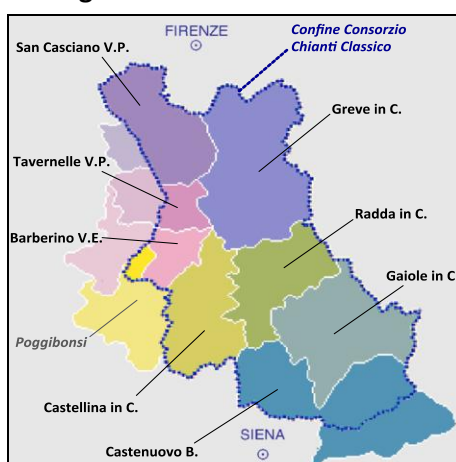 FIRENZE
Confine Consorzio
Chianti Classico
San Casciano V.P.
Greve in C.
Tavernelle V.P.
Radda in C.
Barberino V.E.
Gaiole in C
Poggibonsi
Castellina in C.
Castenuovo B.
SIENA